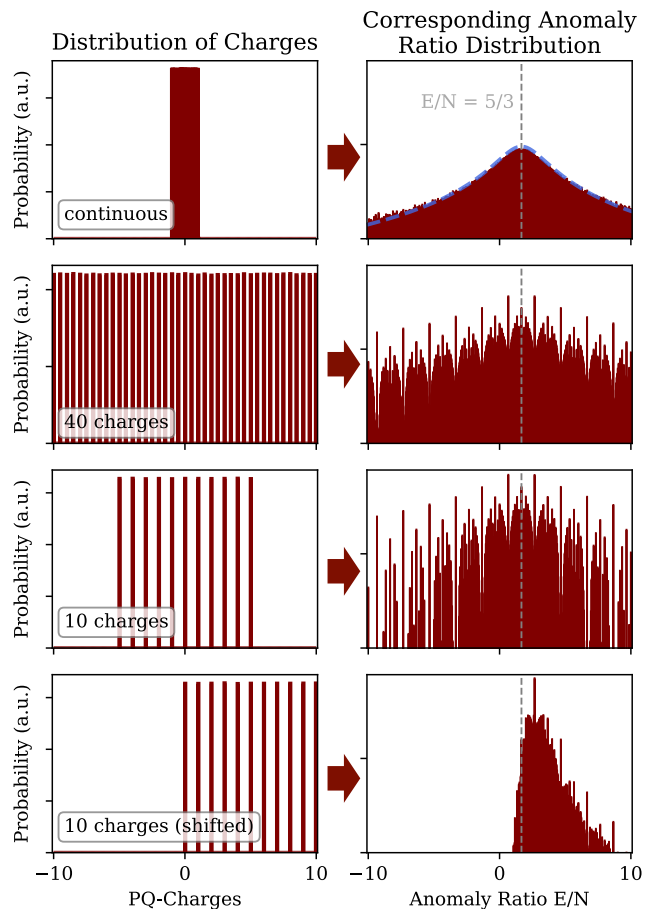 Distribution of Charges
Corresponding Anomaly
Ratio Distribution
Probability (a.u.)
continuous
E/N = 5/3
Probability (a.u.)
40 charges
Probability (a.u.)
10 charges
Probability (a.u.)
10 charges (shifted)
−10 0 10
PQ-Charges
−10 0 10
Anomaly Ratio E/N